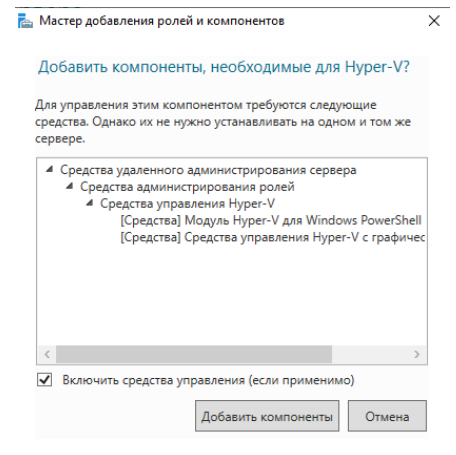 Мастер добавления ролей и компонентов
Добавить компоненты, необходимые для Hyper-V?
Для управления этим компонентом требуются следующие
средства. Однако их не нужно устанавливать на одном и том же
сервере.
Средства удаленного администрирования сервера
Средства администрирования ролей
Средства управления Hyper-V
[Средства] Модуль Hyper-V для Windows PowerShell
[Средства] Средства управления Hyper-V с графичес
Включить средства управления (если применимо)
Добавить компоненты
Отмена